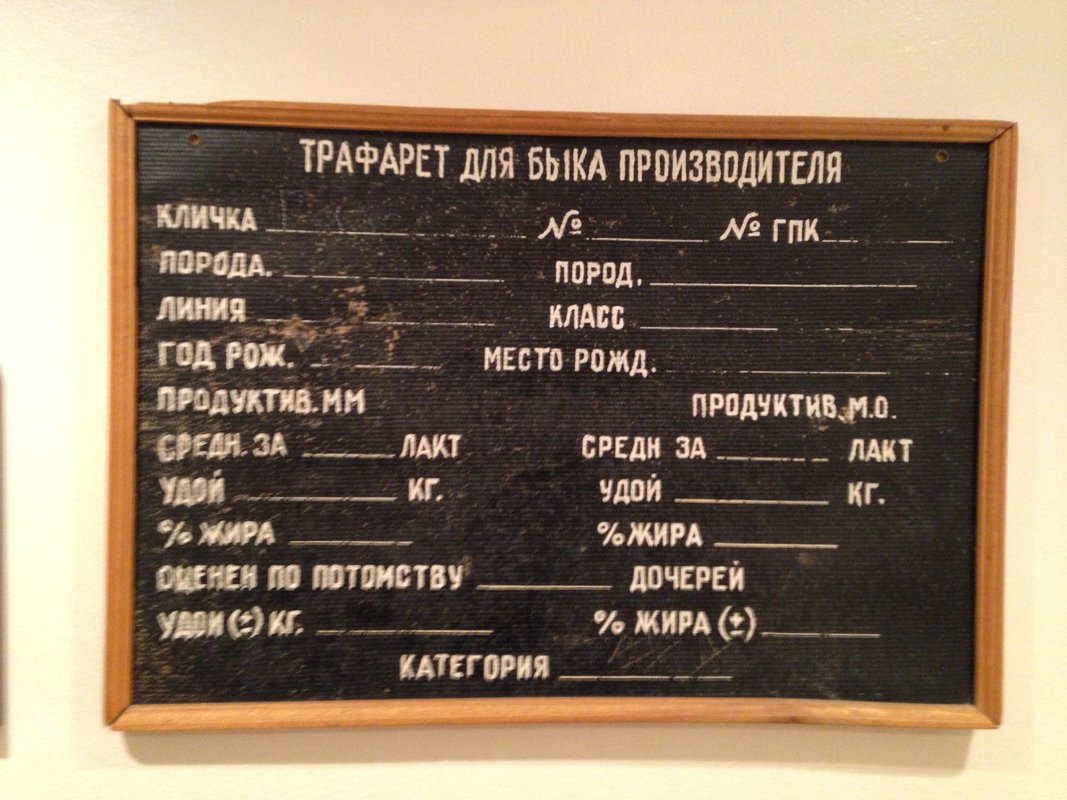 ТРАФАРЕТ ДЛЯ БЫКА ПРОИЗВОДИТЕЛЯ
КЛИЧКА № № ГПК
ПОРОДА. ПОРОД.
ЛИНИЯ КЛАСС
ГОД РОЖ. МЕСТО РОЖД.
ПРОДУКТИВ. ММ ПРОДУКТИВ. М.О.
СРЕДН. ЗА ЛАКТ СРЕДН ЗА ЛАКТ
УДОЙ КГ. УДОЙ КГ.
% ЖИРА % ЖИРА
ОЦЕНЕН ПО ПОТОМСТВУ ДОЧЕРЕЙ
УДОИ (±) КГ. % ЖИРА (±)
КАТЕГОРИЯ